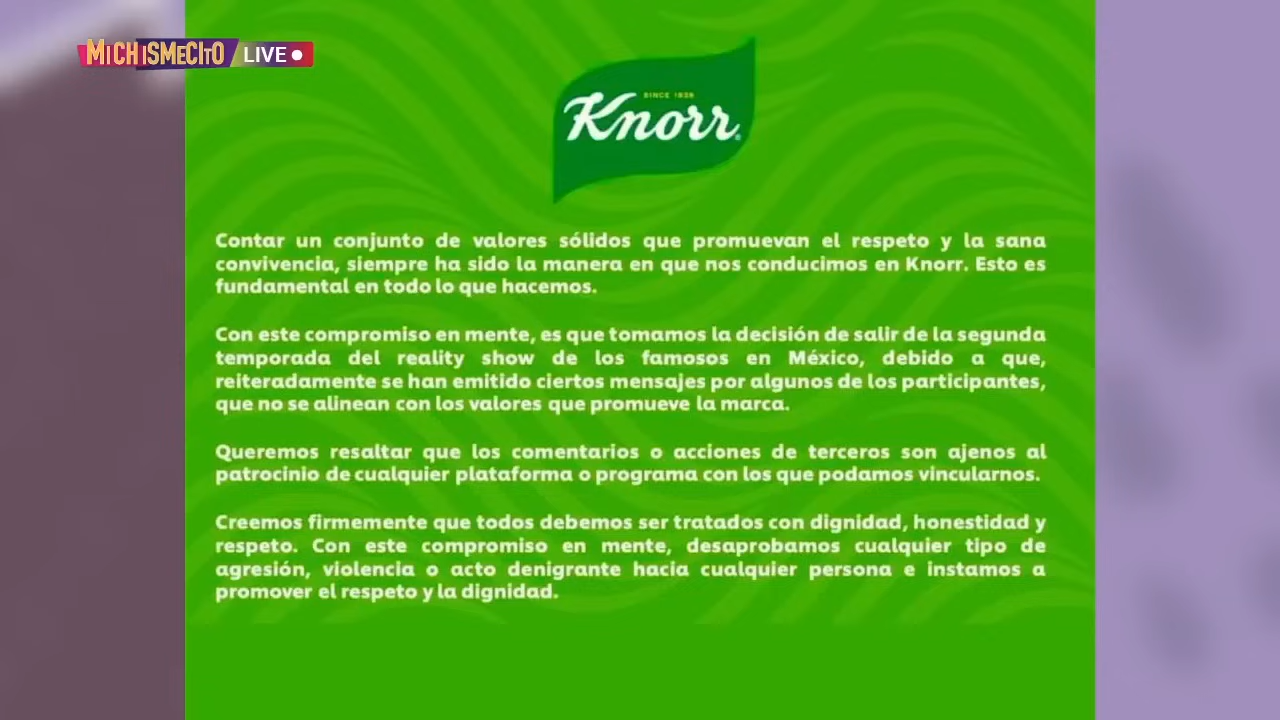 MICHISMECITO LIVE
SINCE 1838
Knorr
Contar un conjunto de valores sólidos que promuevan el respeto y la sana
convivencia, siempre ha sido la manera en que nos conducimos en Knorr. Esto es
fundamental en todo lo que hacemos.
Con este compromiso en mente, es que tomamos la decisión de salir de la segunda
temporada del reality show de los famosos en México, debido a que,
reiteradamente se han emitido ciertos mensajes por algunos de los participantes,
que no se alinean con los valores que promueve la marca.
Queremos resaltar que los comentarios o acciones de terceros son ajenos al
patrocinio de cualquier plataforma o programa con los que podamos vincularnos.
Creemos firmemente que todos debemos ser tratados con dignidad, honestidad y
respeto. Con este compromiso en mente, desaprobamos cualquier tipo de
agresión, violencia o acto denigrante hacia cualquier persona e instamos a
promover el respeto y la dignidad.